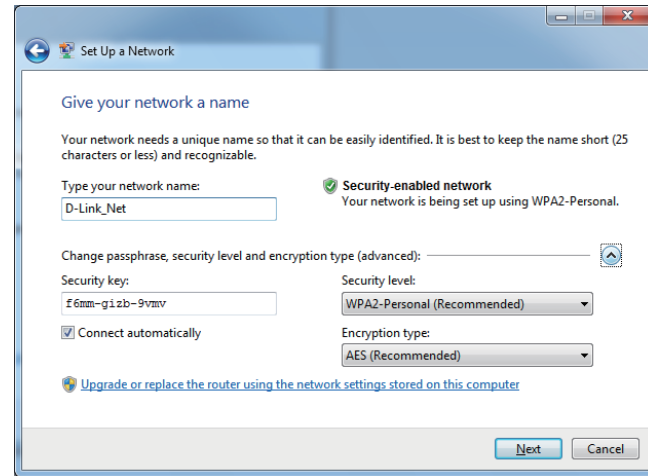 Set Up a Network
Give your network a name
Your network needs a unique name so that it can be easily identified. It is best to keep the name short (25
characters or less) and recognizable.
Type your network name:
D-Link_Net
Security-enabled network
Your network is being set up using WPA2-Personal.
Change passphrase, security level and encryption type (advanced):
Security key:
f6mm-gizb-9vmv
Security level:
WPA2-Personal (Recommended)
Connect automatically
Encryption type:
AES (Recommended)
Upgrade or replace the router using the network settings stored on this computer
Next
Cancel